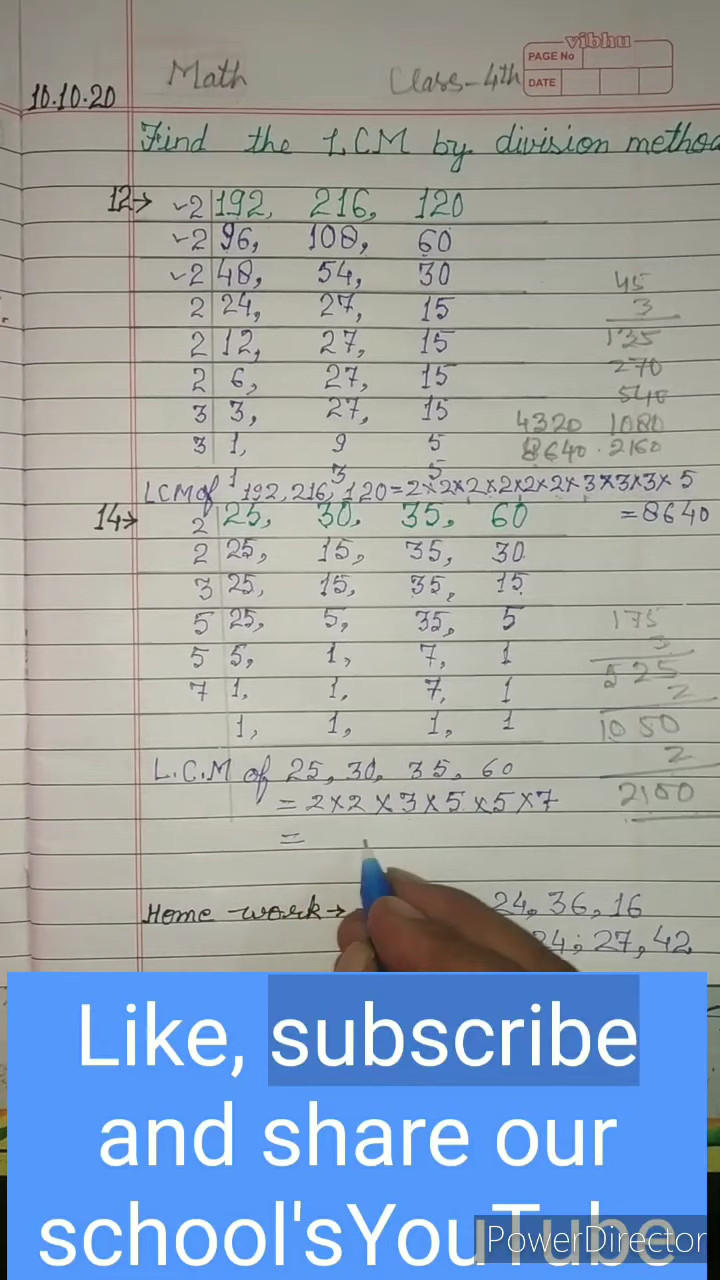 vibhu
PAGE No
DATE
Math Class-4th
10.10.20
Find the L.C.M by division method
12→ ✓2 192, 216, 120
✓2 96, 108, 60
✓2 48, 54, 30
2 24, 27, 15
2 12, 27, 15
2 6, 27, 15
3 3, 27, 15
3 1, 9 5
1 3 5
45
3
135
270
540
4320 1080
8640 . 2160
LCM of 192, 216, 120 = 2×2×2×2×2×2×3×3×3×5
= 8640
14→ 2 25, 30, 35, 60
2 25, 15, 35, 30
3 25, 15, 35, 15
5 25, 5, 35, 5
5 5, 1, 7, 1
7 1, 1, 7, 1
1, 1, 1, 1
175
3
525
2
1050
2
2100
L.C.M of 25, 30, 35, 60
= 2×2×3×5×5×7
=
Home work→ 24, 36, 16
24, 27, 42
Like, subscribe
and share our
school'sYouTube
PowerDirector